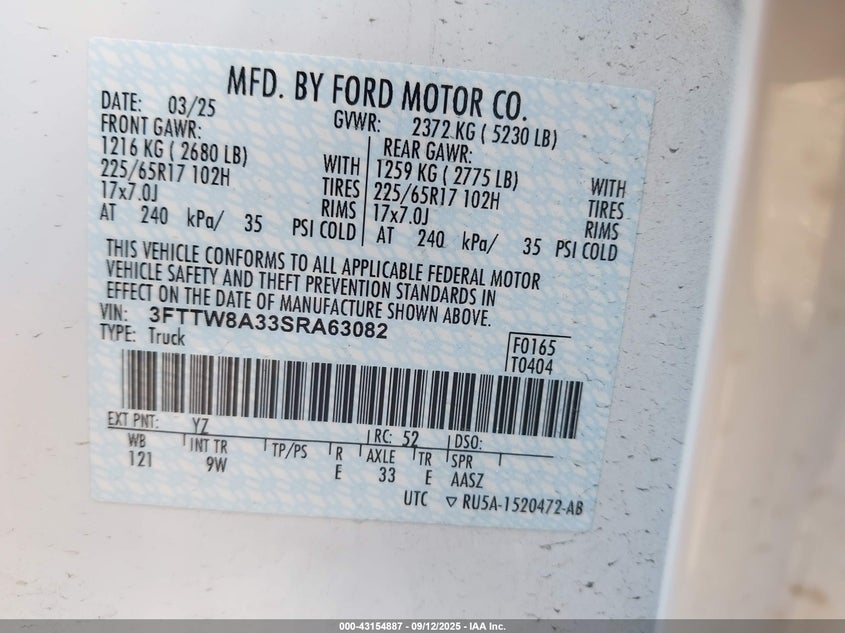 MFD. BY FORD MOTOR CO.
DATE: 03/25
GVWR: 2372 KG ( 5230 LB)
FRONT GAWR:
1216 KG ( 2680 LB)
WITH
225/65R17 102H
TIRES
17x7.0J
RIMS
AT 240 kPa/ 35 PSI COLD
REAR GAWR:
1259 KG ( 2775 LB)
WITH
225/65R17 102H
TIRES
17x7.0J
RIMS
AT 240 kPa/ 35 PSI COLD
THIS VEHICLE CONFORMS TO ALL APPLICABLE FEDERAL MOTOR
VEHICLE SAFETY AND THEFT PREVENTION STANDARDS IN
EFFECT ON THE DATE OF MANUFACTURE SHOWN ABOVE.
VIN: 3FTTW8A33SRA63082
TYPE: Truck
F0165
T0404
EXT PNT: YZ RC: 52 DSO:
WB INT TR TP/PS R AXLE TR SPR
121 9W E 33 E AASZ
UTC ▽ RU5A-1520472-AB
000-43154887 - 09/12/2025 - IAA Inc.